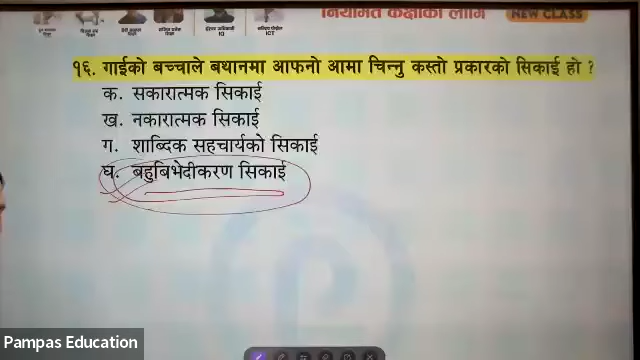 नियमित कक्षाको लागि NEW CLASS
ICT
१६. गाईको बच्चाले बथानमा आफनो आमा चिन्नु कस्तो प्रकारको सिकाई हो ?
क. सकारात्मक सिकाई
ख. नकारात्मक सिकाई
ग. शाब्दिक सहचार्यको सिकाई
घ. बहुबिभेदीकरण सिकाई
Pampas Education